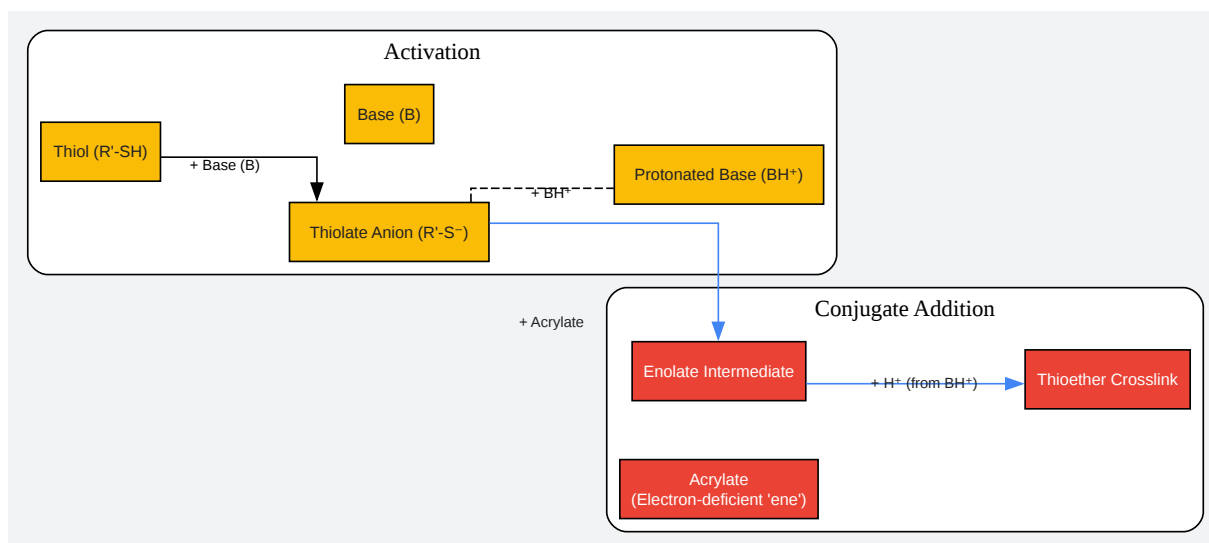 Activation
Base (B)
Thiol (R'-SH)
+ Base (B)
Protonated Base (BH⁺)
+ BH⁺
Thiolate Anion (R'-S⁻)
Conjugate Addition
+ Acrylate
Enolate Intermediate
+ H⁺ (from BH⁺)
Thioether Crosslink
Acrylate
(Electron-deficient 'ene')